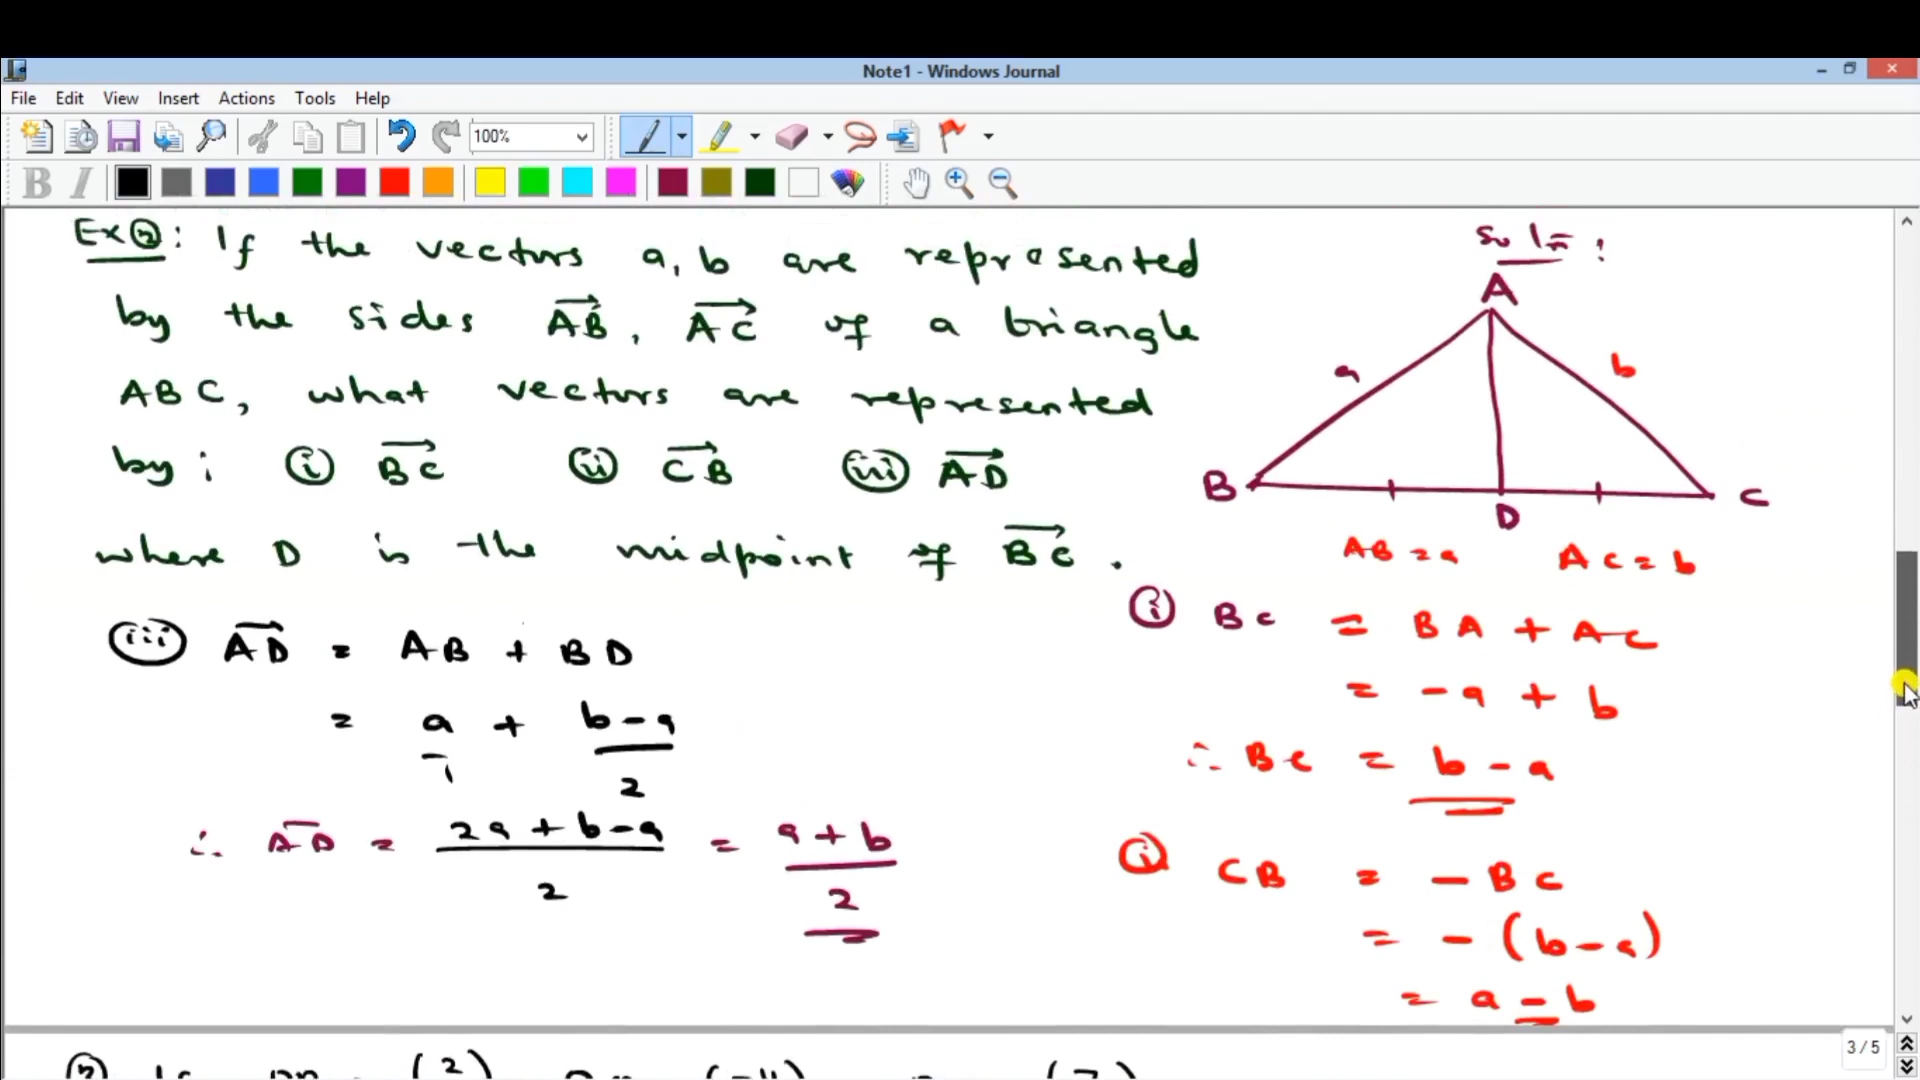 Note1 - Windows Journal
File Edit View Insert Actions Tools Help
100%
B I
Ex②: If the vectors a, b are represented
by the sides AB, AC of a triangle
ABC, what vectors are represented
by: (i) BC (ii) CB (iii) AD
where D is the midpoint of BC.
(iii) AD = AB + BD
= a/1 + (b-a)/2
∴ AD = (2a+b-a)/2 = (a+b)/2
Soln:
A
a b
B D C
AB = a AC = b
(i) BC = BA + AC
= -a + b
∴ BC = b - a
(i) CB = - BC
= - (b-a)
= a - b
3 / 5